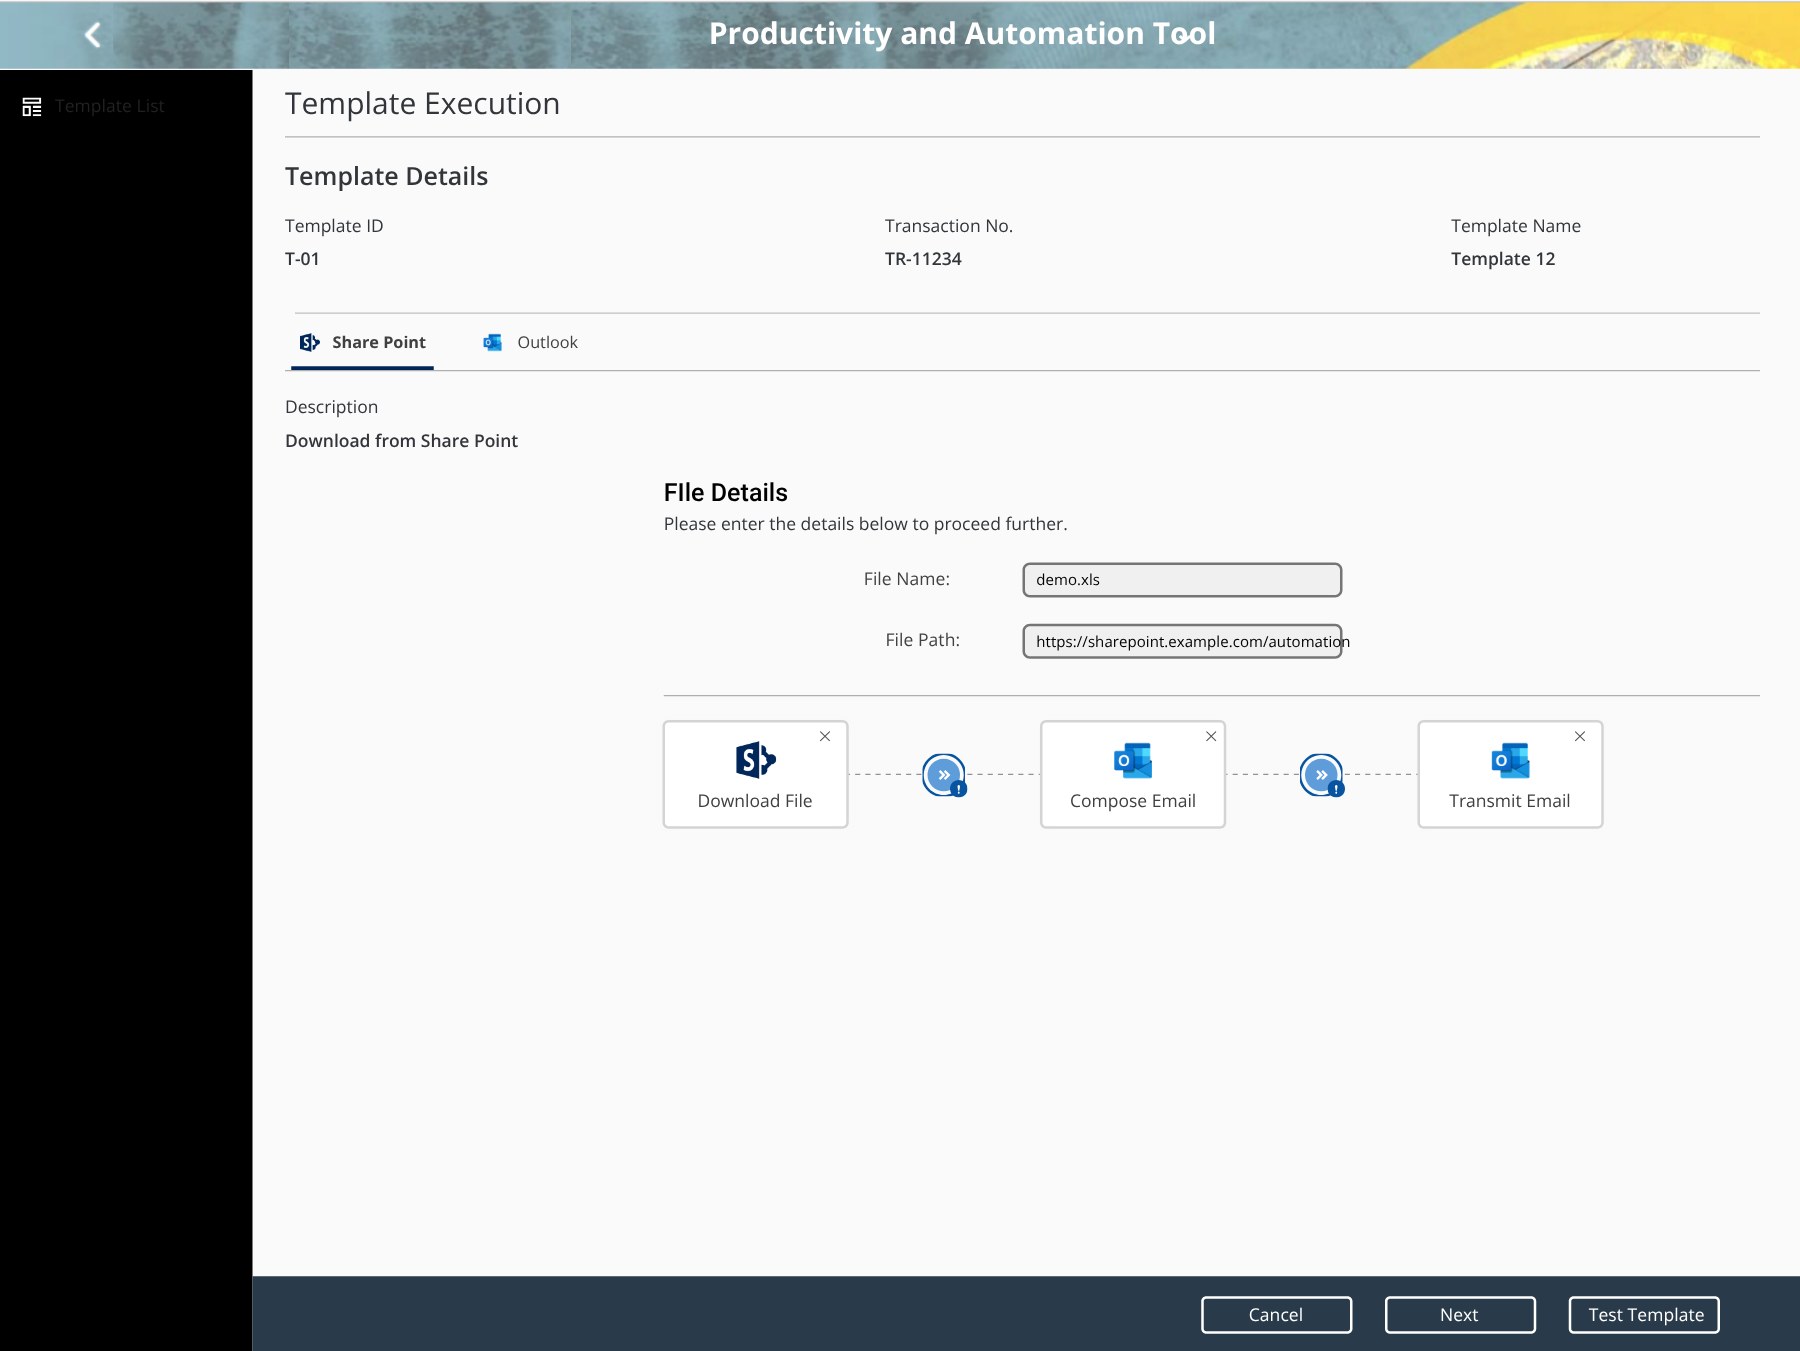 Productivity and Automation Tool
Template List
Template Execution
Template Details
Template ID
Transaction No.
Template Name
T-01
TR-11234
Template 12
Share Point
Outlook
Description
Download from Share Point
FIle Details
Please enter the details below to proceed further.
File Name:
demo.xls
File Path:
https://sharepoint.example.com/automation
Download File
Compose Email
Transmit Email
Cancel
Next
Test Template